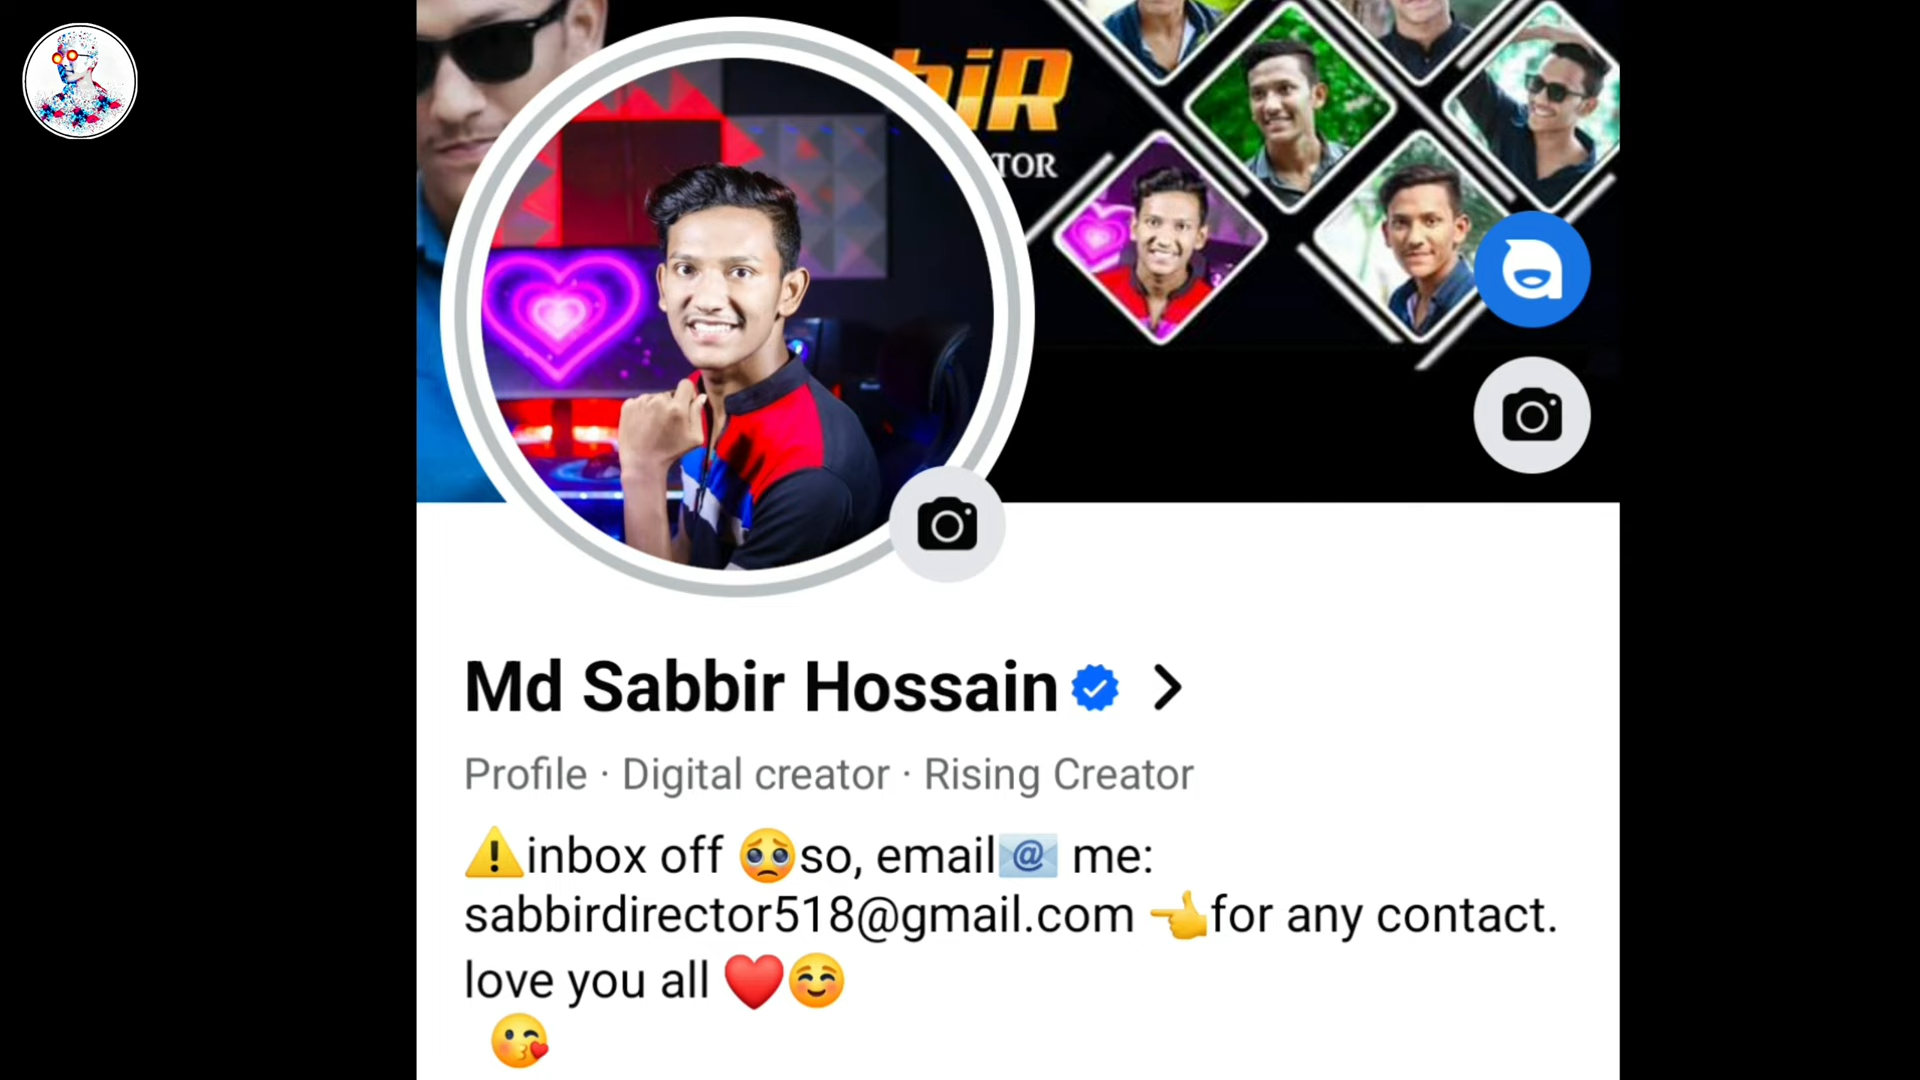 biR
TOR
Md Sabbir Hossain
Profile · Digital creator · Rising Creator
⚠️inbox off 🥺so, email📧 me:
sabbirdirector518@gmail.com 👈for any contact.
love you all ❤️☺️
😘